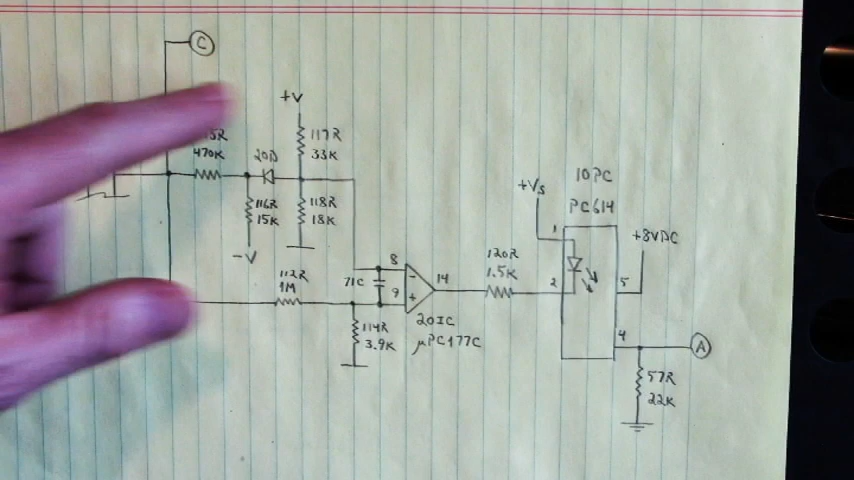 C
+V
470K
20D
117R
33K
116R
15K
118R
18K
-V
112R
1M
71C
8
9
-
+
14
20IC
µPC177C
114R
3.9K
120R
1.5K
+Vs
10PC
PC614
1
2
5
4
+8VDC
A
57R
22K